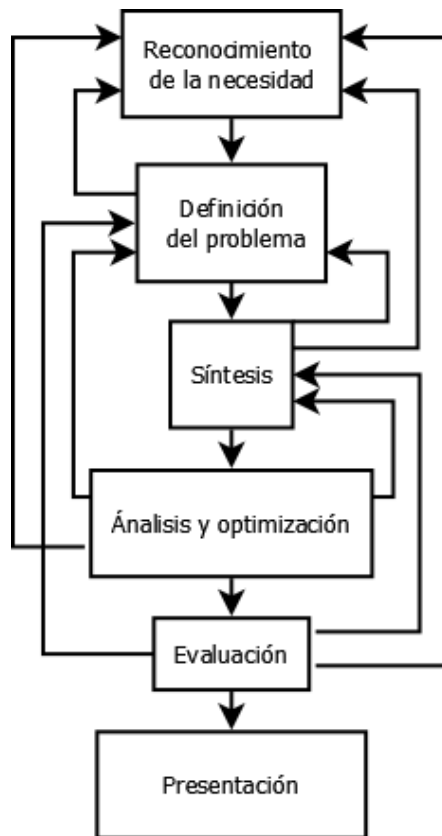 Reconocimiento
de la necesidad
Definición
del problema
Síntesis
Ánalisis y optimización
Evaluación
Presentación